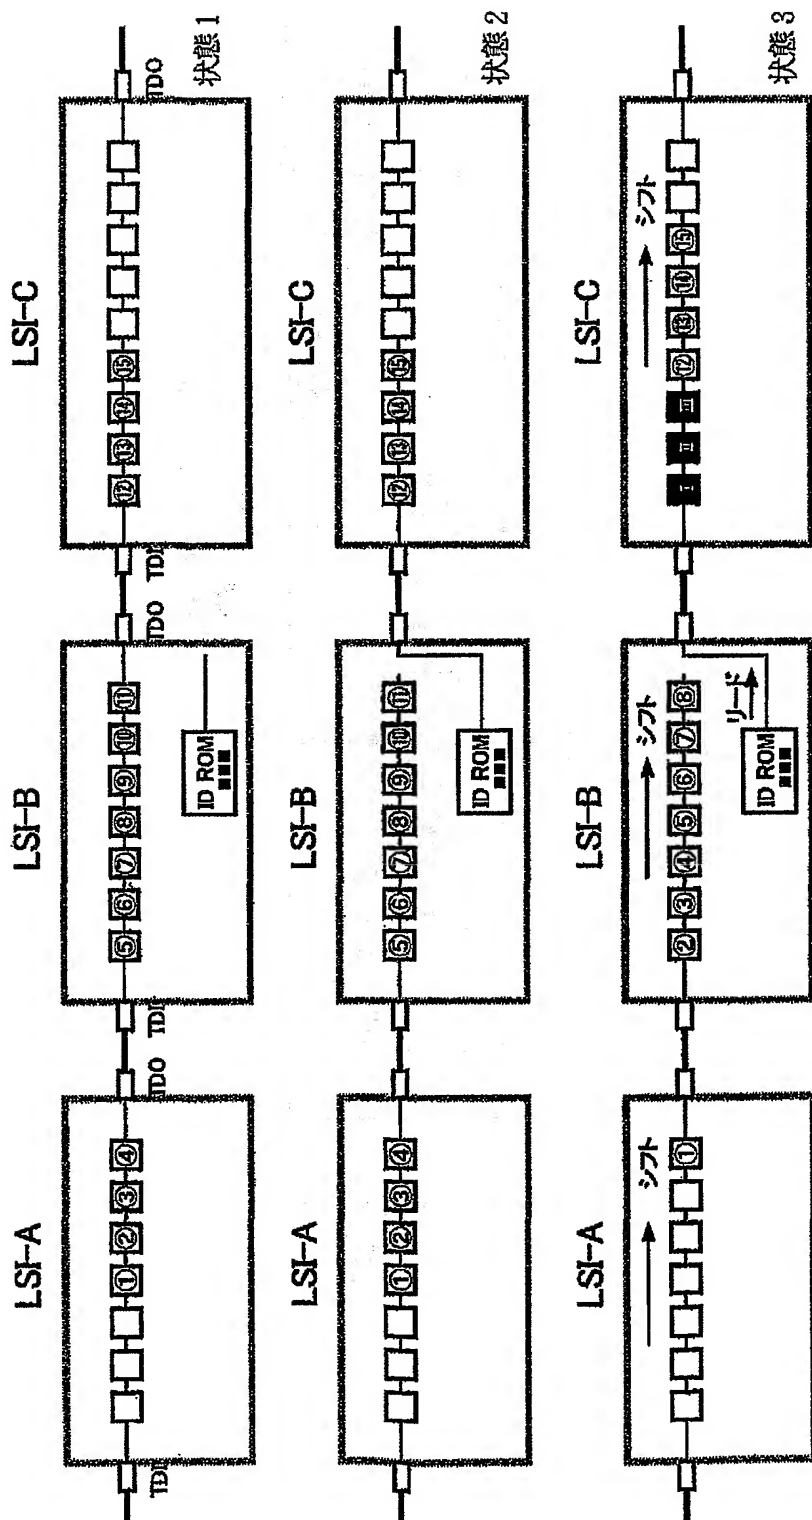 LSI-A LSI-B LSI-C
① ② ③ ④ ⑤ ⑥ ⑦ ⑧ ⑨ ⑩ ⑪ ⑫ ⑬ ⑭ ⑮
TDI TDO TDI TDO TDI TDO
ID ROM
状態1
LSI-A LSI-B LSI-C
① ② ③ ④ ⑤ ⑥ ⑦ ⑧ ⑨ ⑩ ⑪ ⑫ ⑬ ⑭ ⑮
ID ROM
状態2
LSI-A LSI-B LSI-C
シフト シフト シフト
① ② ③ ④ ⑤ ⑥ ⑦ ⑧ I II III ⑫ ⑬ ⑭ ⑮
リード
ID ROM
状態3